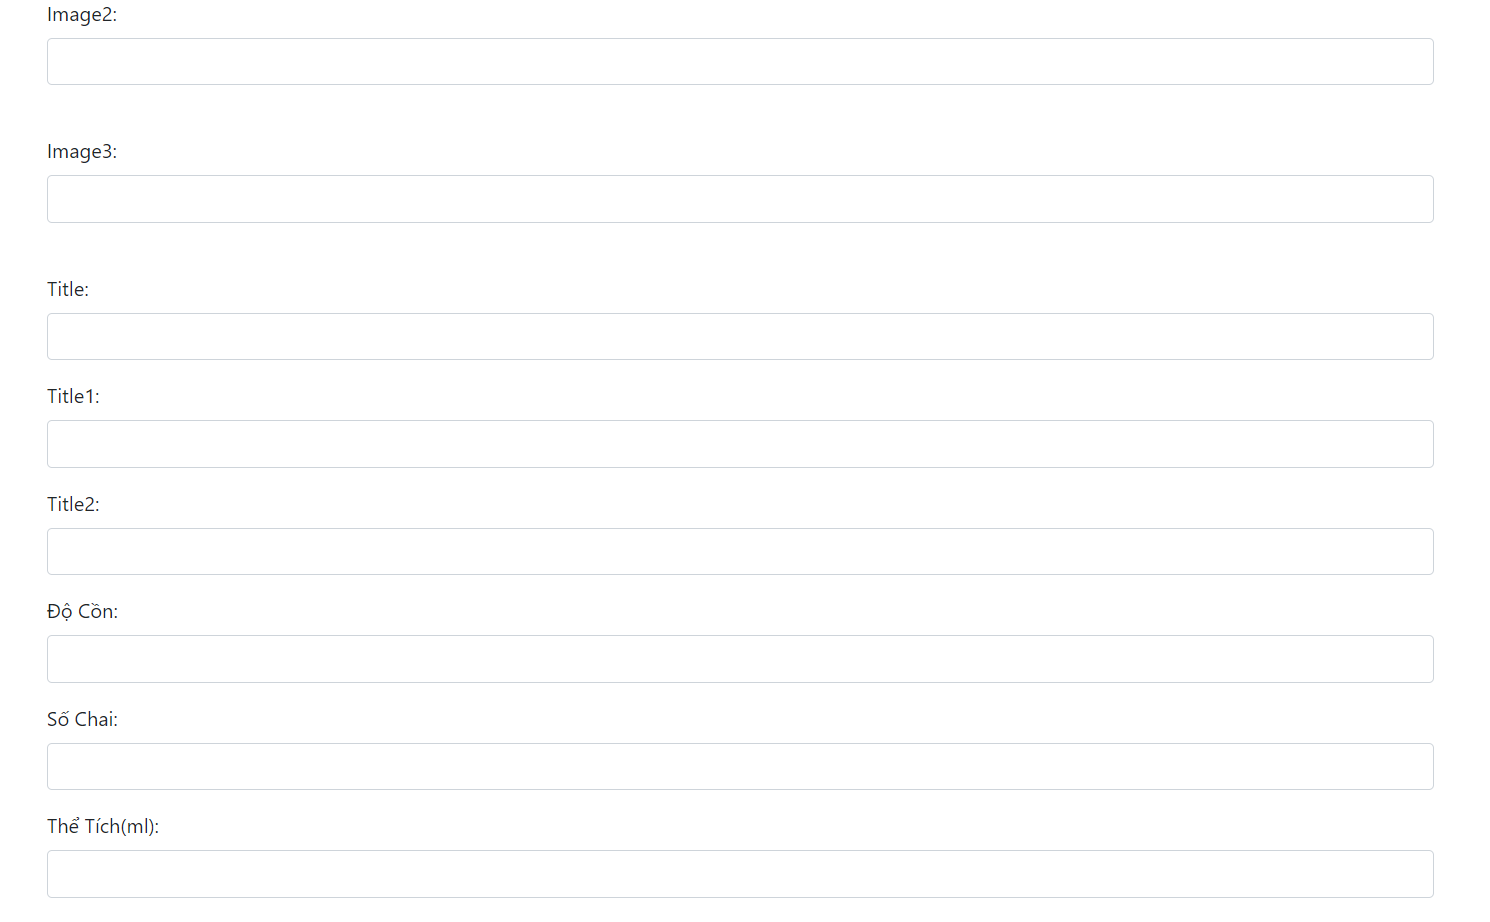 Image2:
Image3:
Title:
Title1:
Title2:
Độ Cồn:
Số Chai:
Thể Tích(ml):